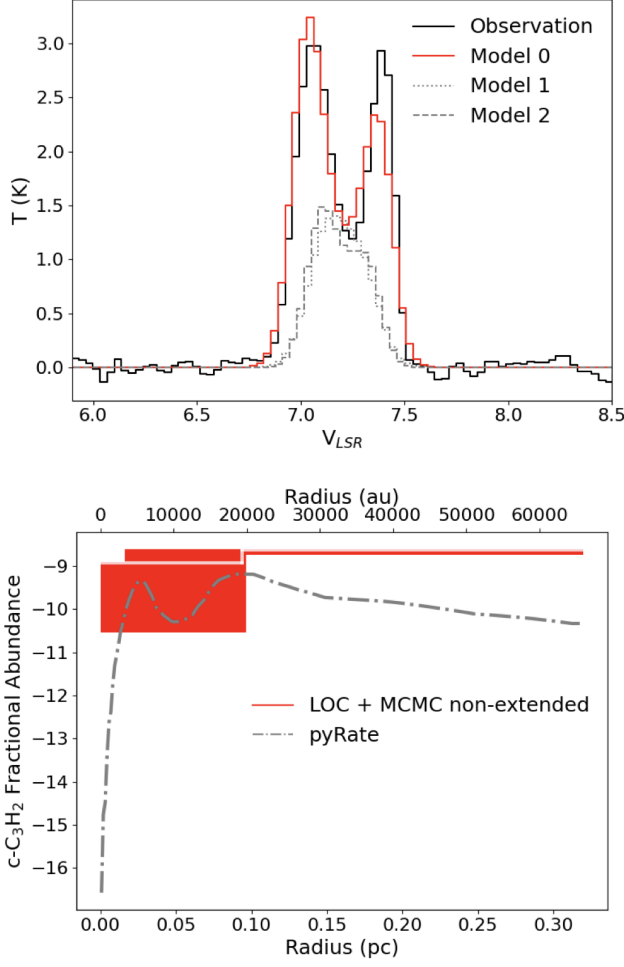 Observation
Model 0
Model 1
Model 2
3.0
2.5
2.0
1.5
1.0
0.5
0.0
T (K)
6.0 6.5 7.0 7.5 8.0 8.5
V_LSR
Radius (au)
0 10000 20000 30000 40000 50000 60000
−9
−10
−11
−12
−13
−14
−15
−16
c-C₃H₂ Fractional Abundance
LOC + MCMC non-extended
pyRate
0.00 0.05 0.10 0.15 0.20 0.25 0.30
Radius (pc)